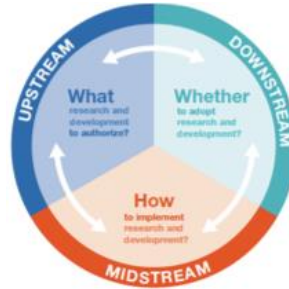 UPSTREAM
What
research and
development
to authorize?
DOWNSTREAM
Whether
to adopt
research and
development?
How
to implement
research and
development?
MIDSTREAM